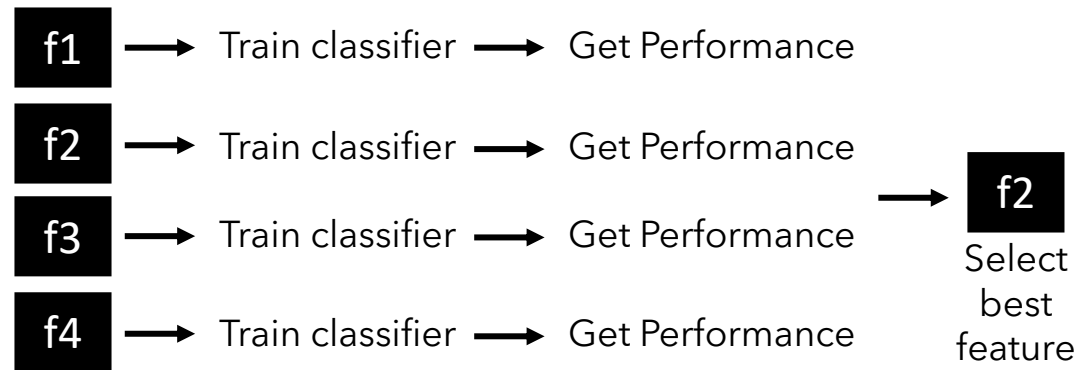 f1 Train classifier Get Performance
f2 Train classifier Get Performance
f3 Train classifier Get Performance
f4 Train classifier Get Performance
f2
Select
best
feature